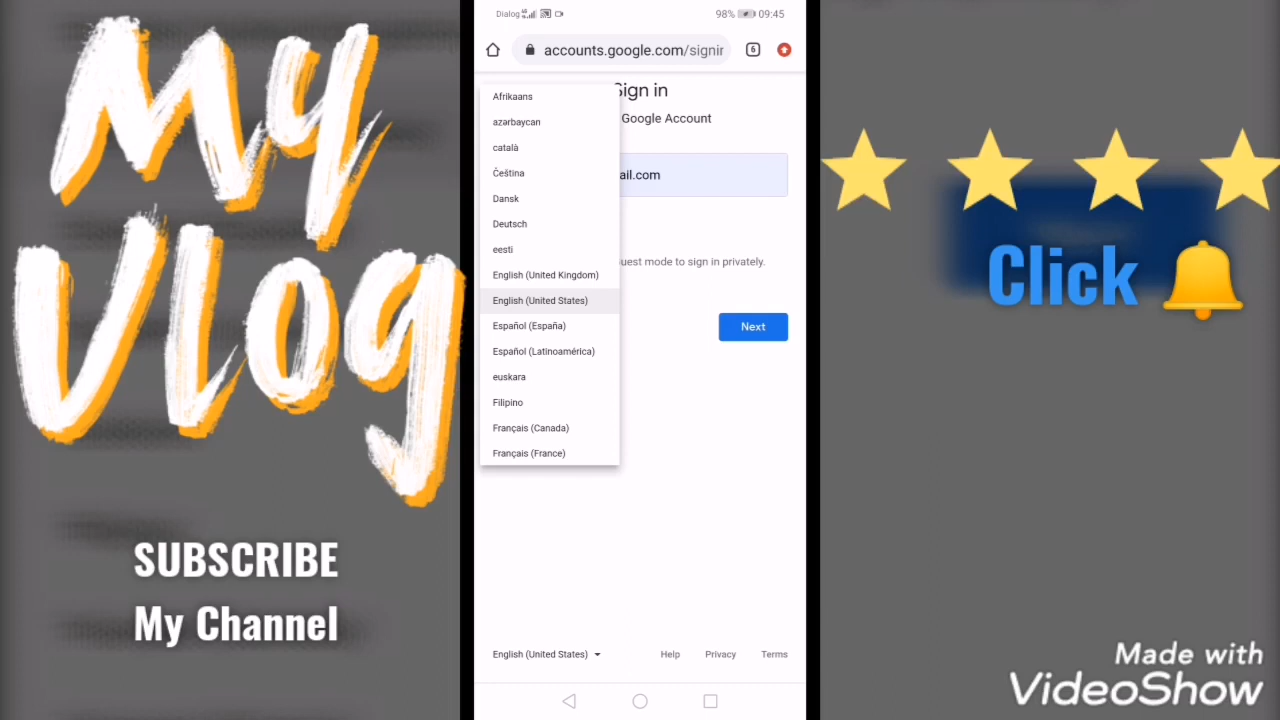 My
Vlog
SUBSCRIBE
My Channel
Dialog
98%
09:45
accounts.google.com/signir
6
Sign in
Google Account
ail.com
uest mode to sign in privately.
Afrikaans
azərbaycan
català
Čeština
Dansk
Deutsch
eesti
English (United Kingdom)
English (United States)
Español (España)
Español (Latinoamérica)
euskara
Filipino
Français (Canada)
Français (France)
Next
English (United States)
Help
Privacy
Terms
Click
Made with
VideoShow